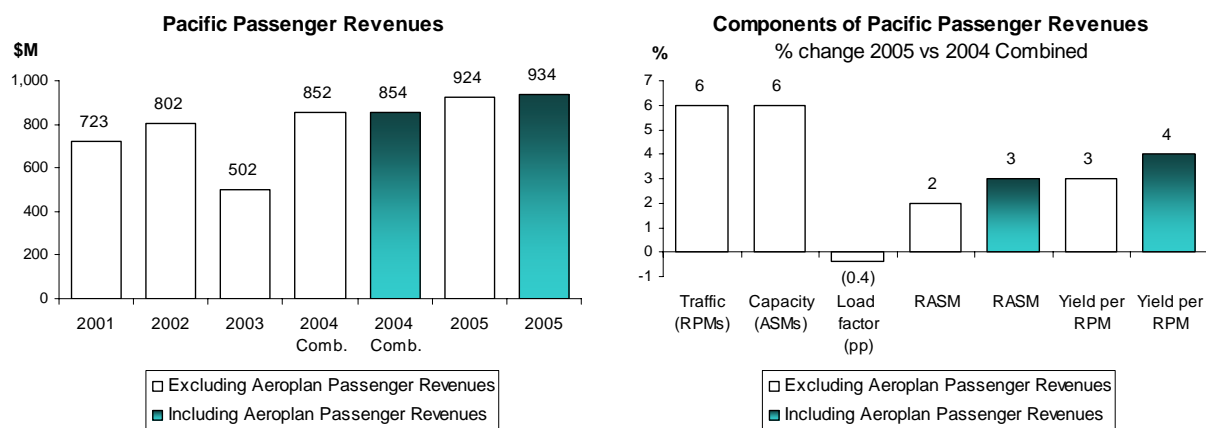 Pacific Passenger Revenues
$M
1,000
800
600
400
200
0
723
802
502
852
854
924
934
2001
2002
2003
2004
Comb.
2004
Comb.
2005
2005
Excluding Aeroplan Passenger Revenues
Including Aeroplan Passenger Revenues
Components of Pacific Passenger Revenues
% change 2005 vs 2004 Combined
%
7
6
5
4
3
2
1
0
-1
6
6
(0.4)
2
3
3
4
Traffic
(RPMs)
Capacity
(ASMs)
Load
factor
(pp)
RASM
RASM
Yield per
RPM
Yield per
RPM
Excluding Aeroplan Passenger Revenues
Including Aeroplan Passenger Revenues